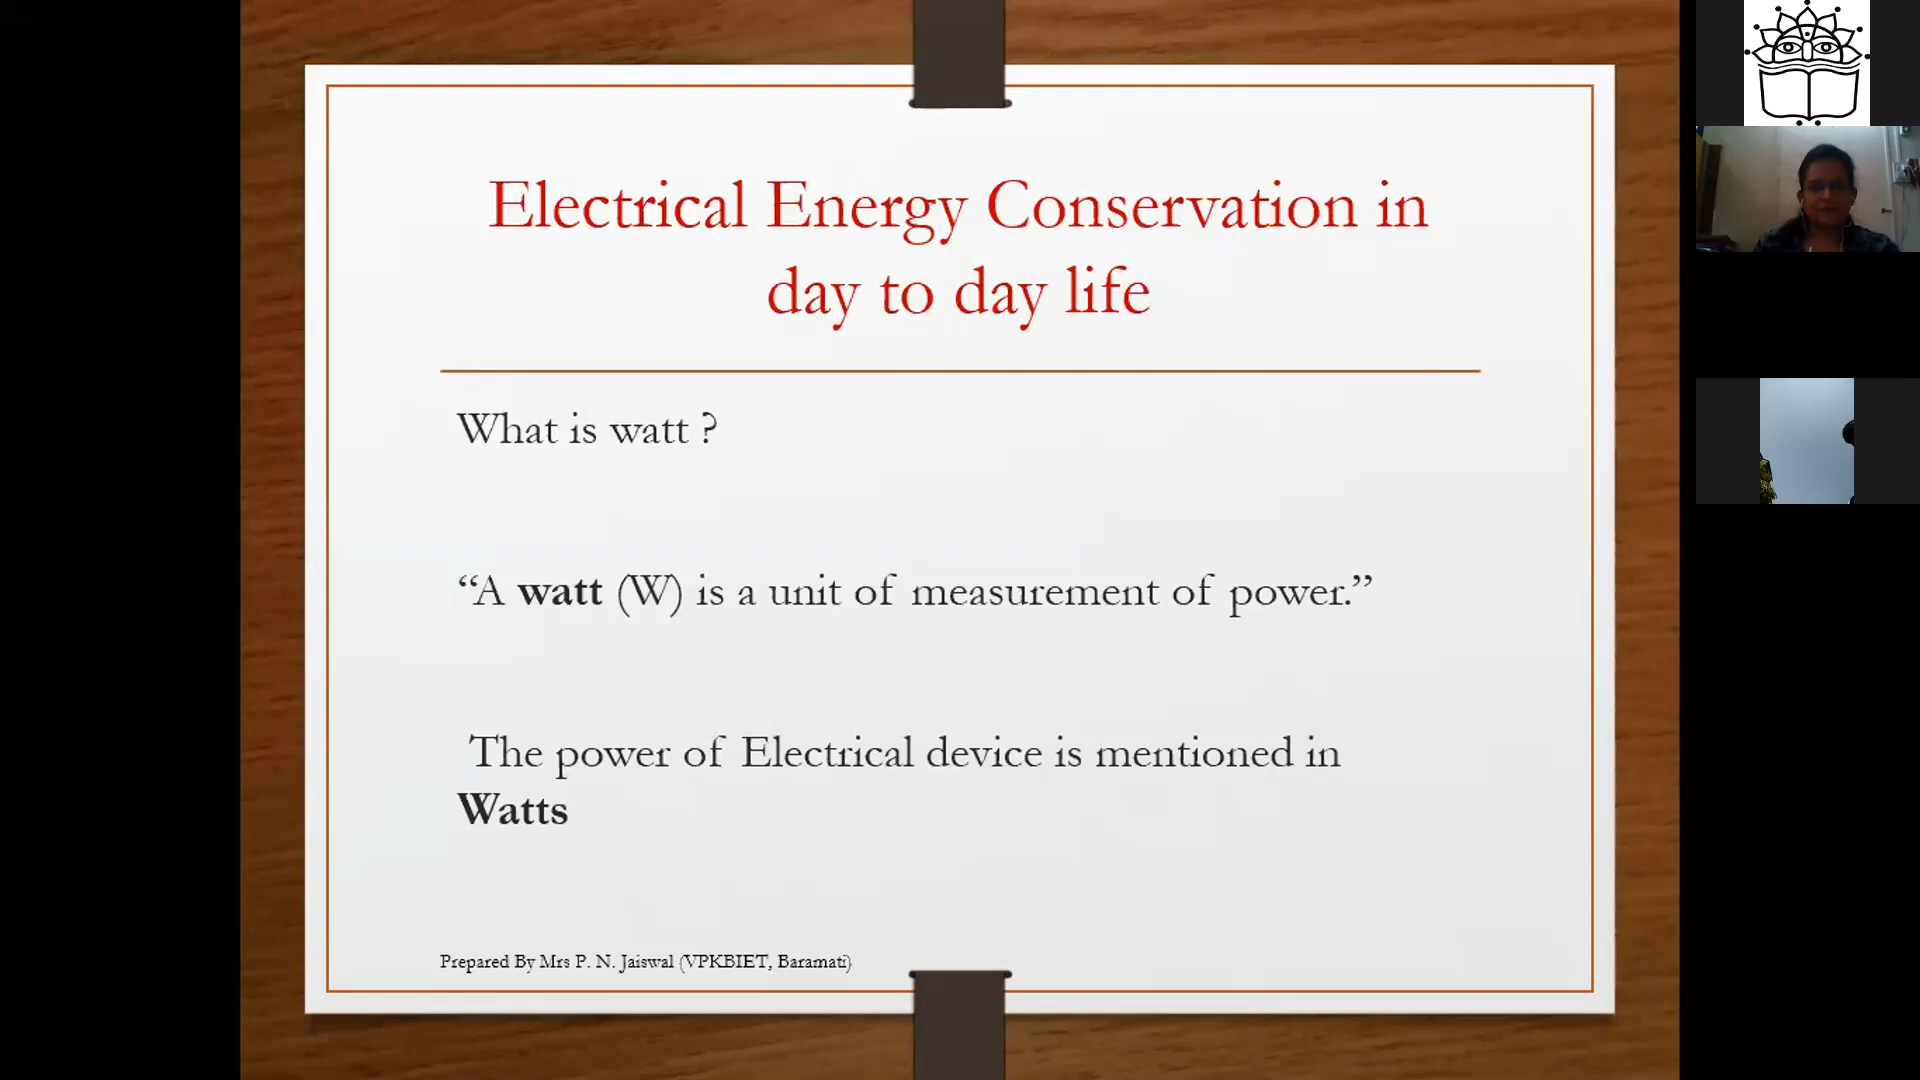 Electrical Energy Conservation in
day to day life
What is watt ?
“A watt (W) is a unit of measurement of power.”
The power of Electrical device is mentioned in
Watts
Prepared By Mrs P. N. Jaiswal (VPKBIET, Baramati)